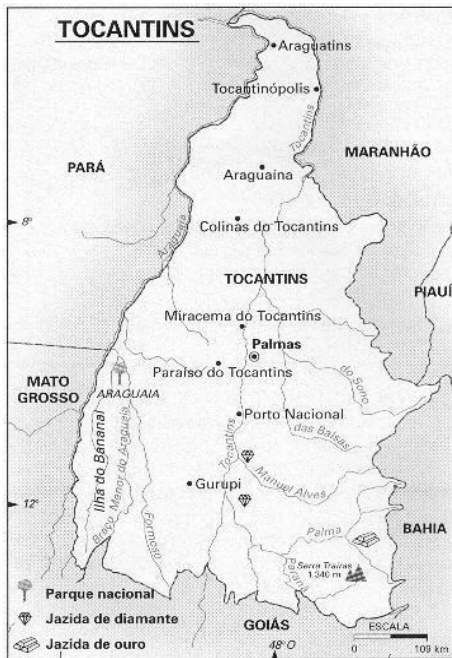 TOCANTINS
Araguatins
Tocantinópolis
Tocantins
PARÁ
MARANHÃO
Araguaína
8°
Araguaia
Colinas do Tocantins
TOCANTINS
PIAUÍ
Miracema do Tocantins
Palmas
MATO
GROSSO
ARAGUAIA
Paraíso do Tocantins
do Sono
Porto Nacional
das Balsas
Ilha do Bananal
Braço Menor do Araguaia
Tocantins
Manuel Alves
12°
Gurupi
Formoso
Palma
BAHIA
Serra Traíras
1.340 m
Paranã
Parque nacional
Jazida de diamante
Jazida de ouro
GOIÁS
48° O
ESCALA
0
109 km